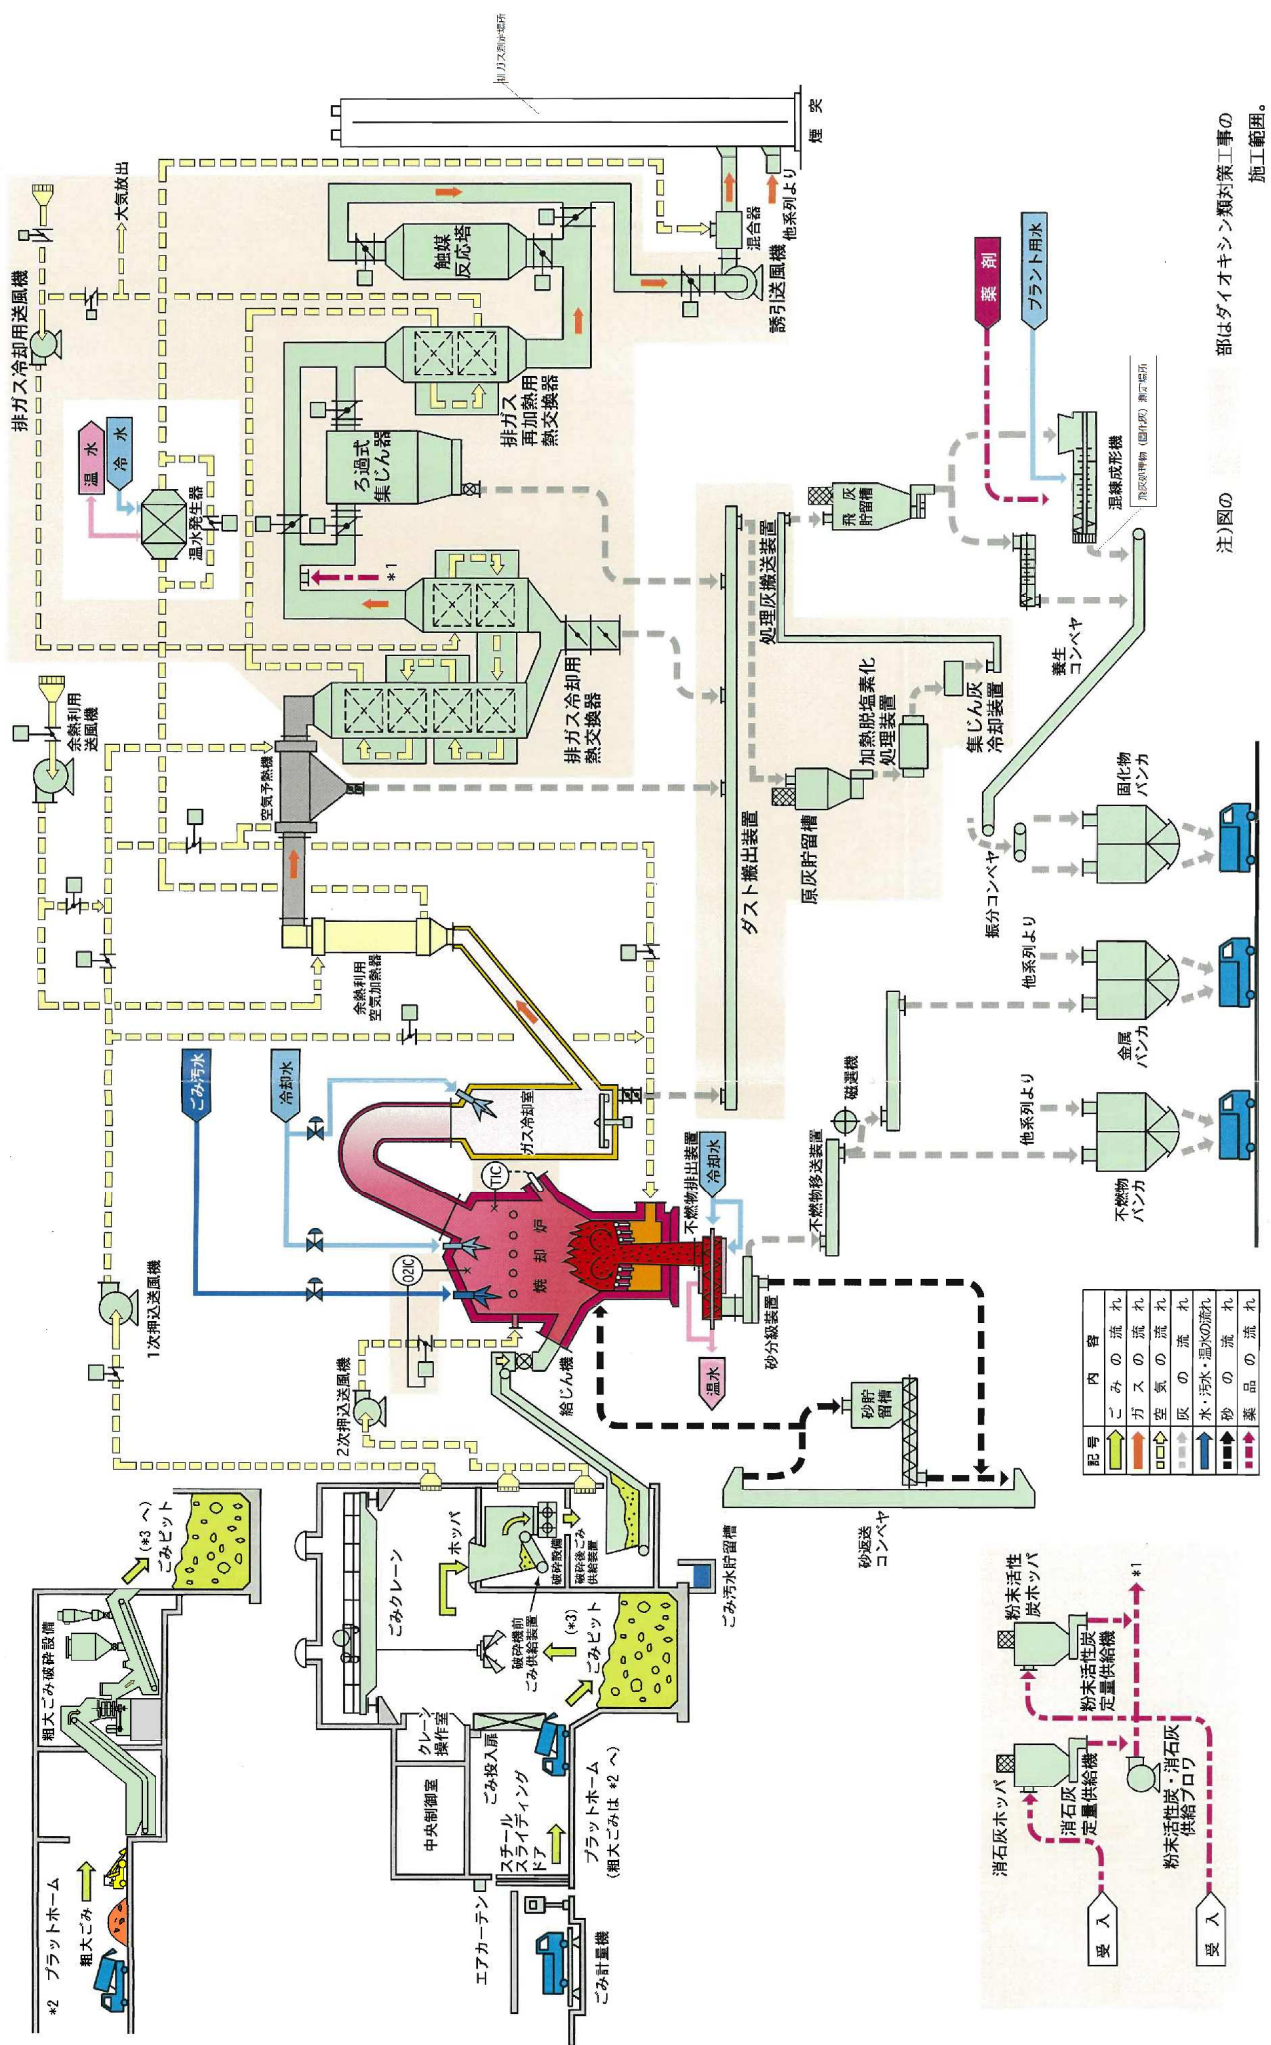 *2 プラットホーム
粗大ごみ
粗大ごみ破砕設備
(*3 へ)
ごみピット
エアカーテン
ごみ計量機
中央制御室
クレーン
操作室
スチール
スライディング
ドア
ごみ投入扉
プラットホーム
(粗大ごみは *2 へ)
ごみクレーン
ホッパ
破砕機前
ごみ供給装置
破砕設備
破砕後ごみ
供給装置
(*3)
ごみピット
ごみ汚水貯留槽
1次押込送風機
2次押込送風機
給じん機
ごみ汚水
冷却水
O2IC
TIC
焼却炉
ガス冷却室
不燃物排出装置
冷却水
温水
砂分級装置
砂貯
留槽
砂返送
コンベヤ
不燃物移送装置
磁選機
他系列より
不燃物
バンカ
他系列より
金属
バンカ
固化物
バンカ
振分コンベヤ
養生
コンベヤ
余熱利用
送風機
余熱利用
空気加熱器
空気予熱機
排ガス冷却用送風機
大気放出
温水
冷水
温水発生器
排ガス冷却用
熱交換器
*1
ろ過式
集じん器
排ガス
再加熱用
熱交換器
触媒
反応塔
誘引送風機
混合器
他系列より
煙突
排ガス測定場所
ダスト搬出装置
原灰貯留槽
加熱脱塩素化
処理装置
集じん灰
冷却装置
処理灰搬送装置
飛灰
貯留槽
混練成形機
飛灰処理物(固化灰)測定場所
薬剤
プラント用水
記号 内容
ごみの流れ
ガスの流れ
空気の流れ
灰の流れ
水・汚水・温水の流れ
砂の流れ
薬品の流れ
受入
受入
消石灰ホッパ
消石灰
定量供給機
粉末活性
炭ホッパ
粉末活性炭
定量供給機
粉末活性炭・消石灰
供給ブロワ
*1
注)図の 部はダイオキシン類対策工事の
施工範囲。